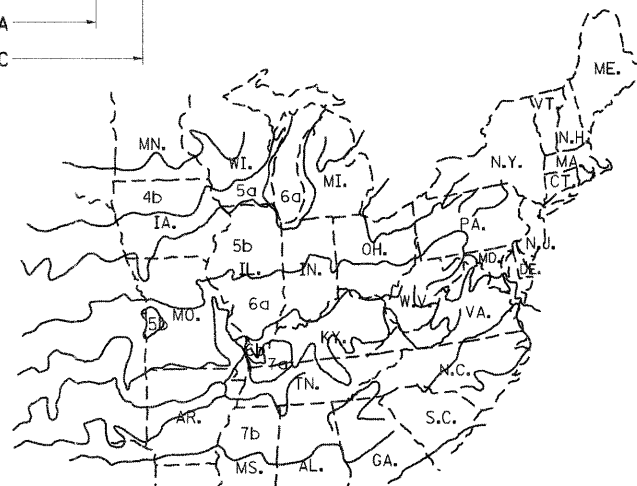 A
C
ME.
VT.
N.H.
MN.
WI.
N.Y.
MA.
CT.
MI.
4b
5a
6a
IA.
PA.
5b
OH.
N.J.
IL.
IN.
MD.
DE.
6a
W.V.
MO.
5b
VA.
KY.
6b
7a
N.C.
TN.
AR.
S.C.
7b
GA.
MS.
AL.